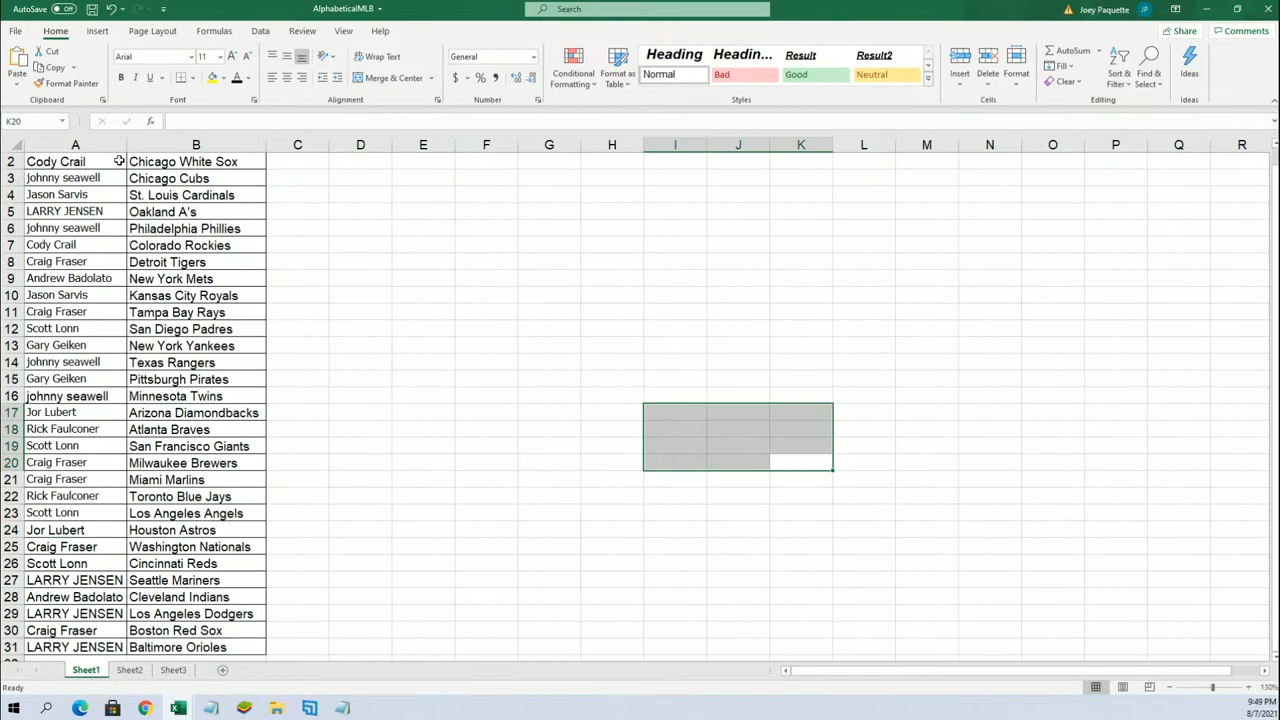 AutoSave Off AlphabeticalMLB Search Joey Paquette JP
File Home Insert Page Layout Formulas Data Review View Help Share Comments
Paste Cut Copy Format Painter Clipboard
Arial 11 B I U A Font
Wrap Text Merge & Center Alignment
General $ % Number
Conditional Formatting Format as Table
Heading Headin... Result Result2
Normal Bad Good Neutral
Styles
Insert Delete Format Cells
AutoSum Fill Clear Sort & Filter Find & Select Editing
Ideas Ideas
K20 fx
A B C D E F G H I J K L M N O P Q R
2 Cody Crail Chicago White Sox
3 johnny seawell Chicago Cubs
4 Jason Sarvis St. Louis Cardinals
5 LARRY JENSEN Oakland A's
6 johnny seawell Philadelphia Phillies
7 Cody Crail Colorado Rockies
8 Craig Fraser Detroit Tigers
9 Andrew Badolato New York Mets
10 Jason Sarvis Kansas City Royals
11 Craig Fraser Tampa Bay Rays
12 Scott Lonn San Diego Padres
13 Gary Geiken New York Yankees
14 johnny seawell Texas Rangers
15 Gary Geiken Pittsburgh Pirates
16 johnny seawell Minnesota Twins
17 Jor Lubert Arizona Diamondbacks
18 Rick Faulconer Atlanta Braves
19 Scott Lonn San Francisco Giants
20 Craig Fraser Milwaukee Brewers
21 Craig Fraser Miami Marlins
22 Rick Faulconer Toronto Blue Jays
23 Scott Lonn Los Angeles Angels
24 Jor Lubert Houston Astros
25 Craig Fraser Washington Nationals
26 Scott Lonn Cincinnati Reds
27 LARRY JENSEN Seattle Mariners
28 Andrew Badolato Cleveland Indians
29 LARRY JENSEN Los Angeles Dodgers
30 Craig Fraser Boston Red Sox
31 LARRY JENSEN Baltimore Orioles
Sheet1 Sheet2 Sheet3
Ready 130%
9:49 PM
8/7/2021